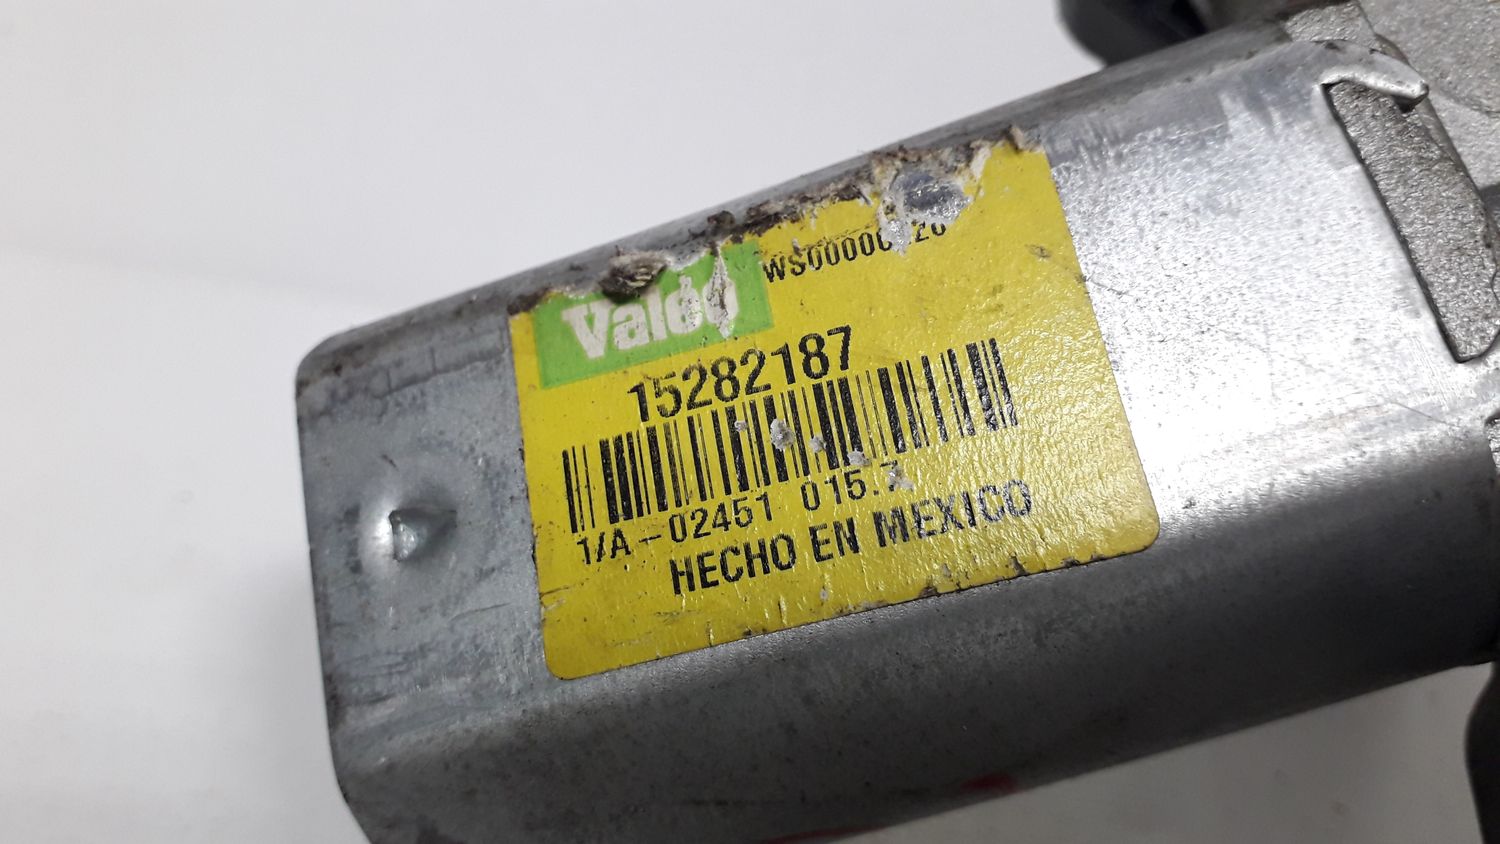 Valeo
15282187
1/A-02451 015.7
HECHO EN MEXICO